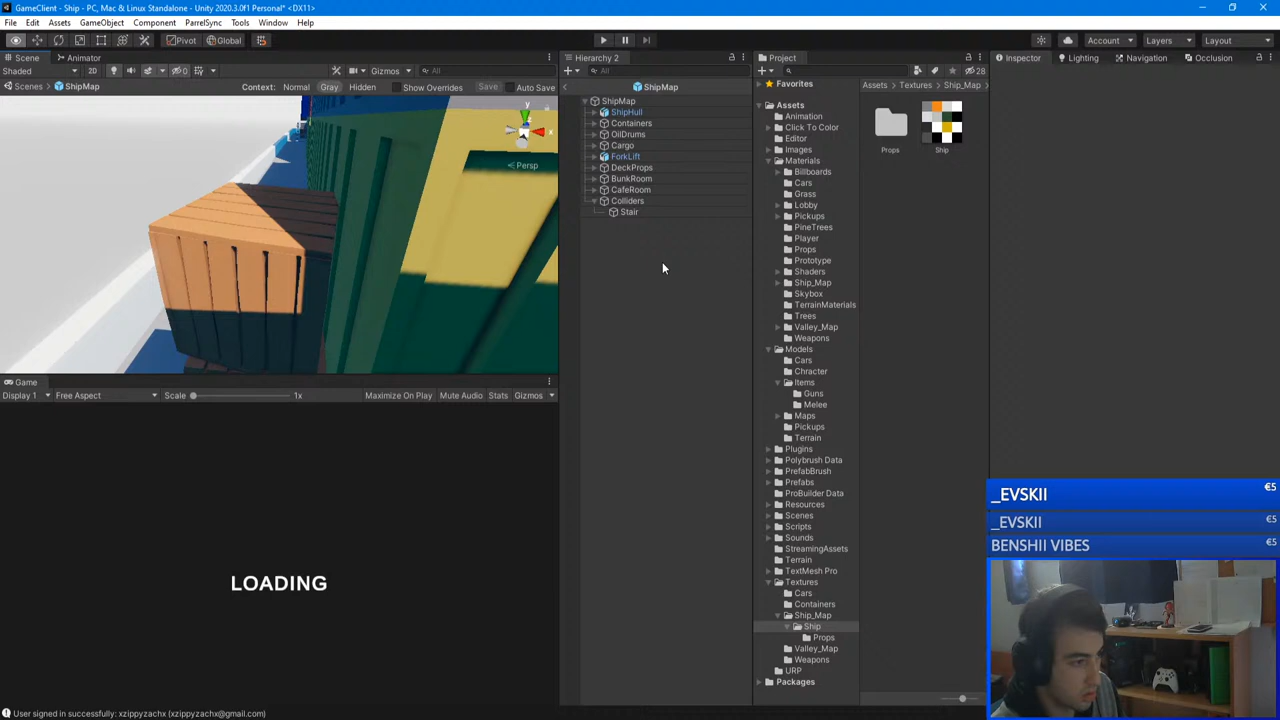 GameClient - Ship - PC, Mac & Linux Standalone - Unity 2020.3.0f1 Personal* <DX11>
File Edit Assets GameObject Component ParrelSync Tools Window Help
Pivot Global Account Layers Layout
Scene Animator
Shaded 2D 0 Gizmos All
Scenes ShipMap Context: Normal Gray Hidden Show Overrides Save Auto Save
y
Persp
Game
Display 1 Free Aspect Scale 1x Maximize On Play Mute Audio Stats Gizmos
LOADING
User signed in successfully: xzippyzachx (xzippyzachx@gmail.com)
Hierarchy 2
All
ShipMap
ShipMap
ShipHull
Containers
OilDrums
Cargo
ForkLift
DeckProps
BunkRoom
CafeRoom
Colliders
Stair
Project
28
Favorites
Assets
Animation
Click To Color
Editor
Images
Materials
Billboards
Cars
Grass
Lobby
Pickups
PineTrees
Player
Props
Prototype
Shaders
Ship_Map
Skybox
TerrainMaterials
Trees
Valley_Map
Weapons
Models
Cars
Chracter
Items
Guns
Melee
Maps
Pickups
Terrain
Plugins
Polybrush Data
PrefabBrush
Prefabs
ProBuilder Data
Resources
Scenes
Scripts
Sounds
StreamingAssets
Terrain
TextMesh Pro
Textures
Cars
Containers
Ship_Map
Ship
Props
Valley_Map
Weapons
URP
Packages
Assets Textures Ship_Map
Props Ship
Inspector Lighting Navigation Occlusion
_EVSKII €5
_EVSKII €5
BENSHII VIBES €5